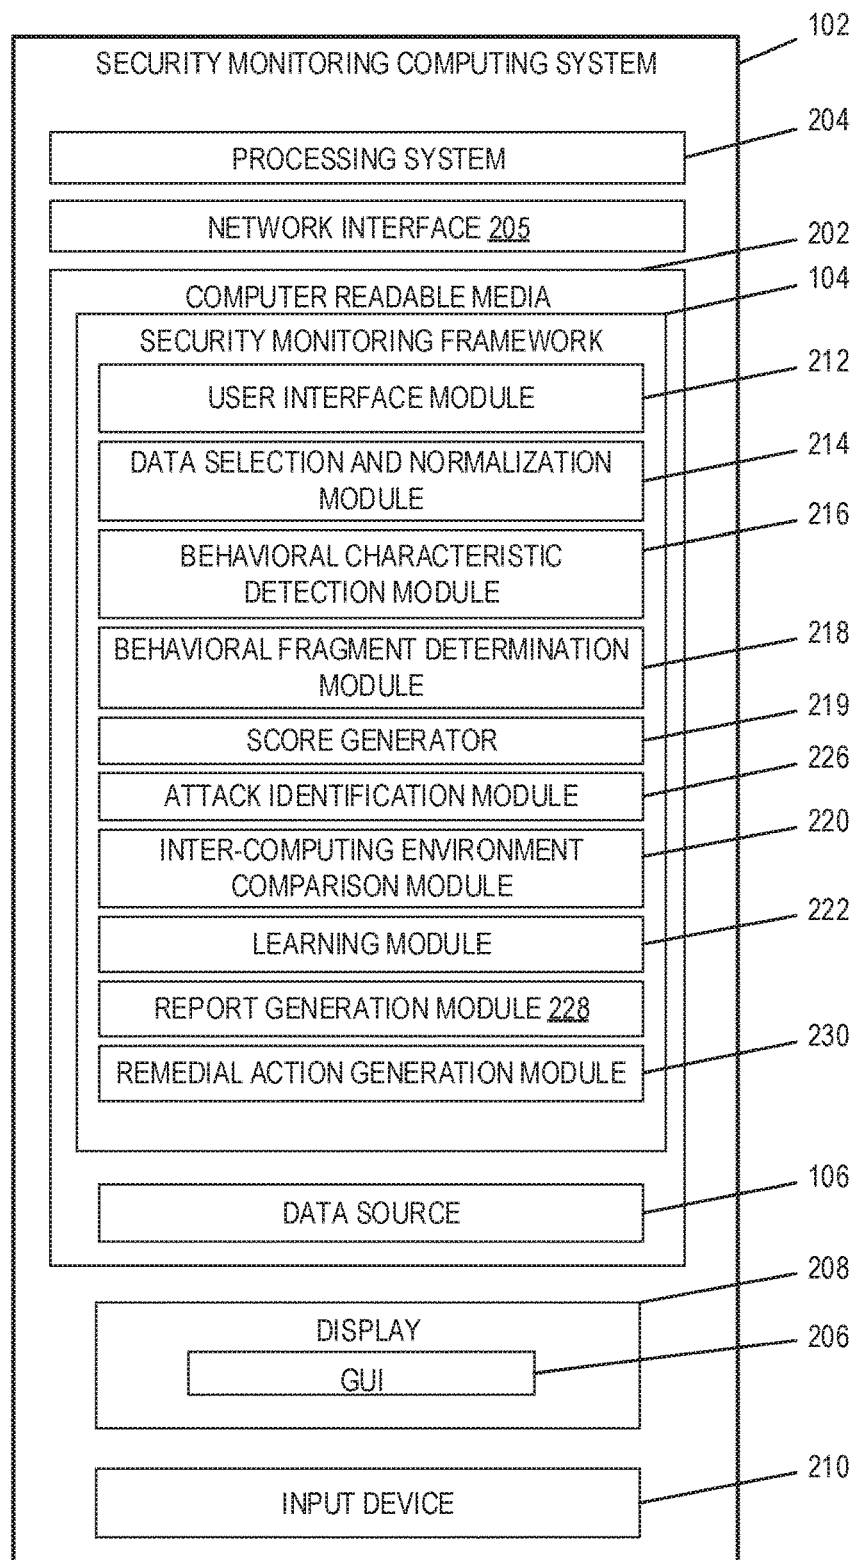 102
SECURITY MONITORING COMPUTING SYSTEM
204
PROCESSING SYSTEM
NETWORK INTERFACE 205
202
COMPUTER READABLE MEDIA
104
SECURITY MONITORING FRAMEWORK
212
USER INTERFACE MODULE
214
DATA SELECTION AND NORMALIZATION
MODULE
216
BEHAVIORAL CHARACTERISTIC
DETECTION MODULE
218
BEHAVIORAL FRAGMENT DETERMINATION
MODULE
219
SCORE GENERATOR
226
ATTACK IDENTIFICATION MODULE
220
INTER-COMPUTING ENVIRONMENT
COMPARISON MODULE
222
LEARNING MODULE
REPORT GENERATION MODULE 228
230
REMEDIAL ACTION GENERATION MODULE
106
DATA SOURCE
208
DISPLAY
206
GUI
210
INPUT DEVICE